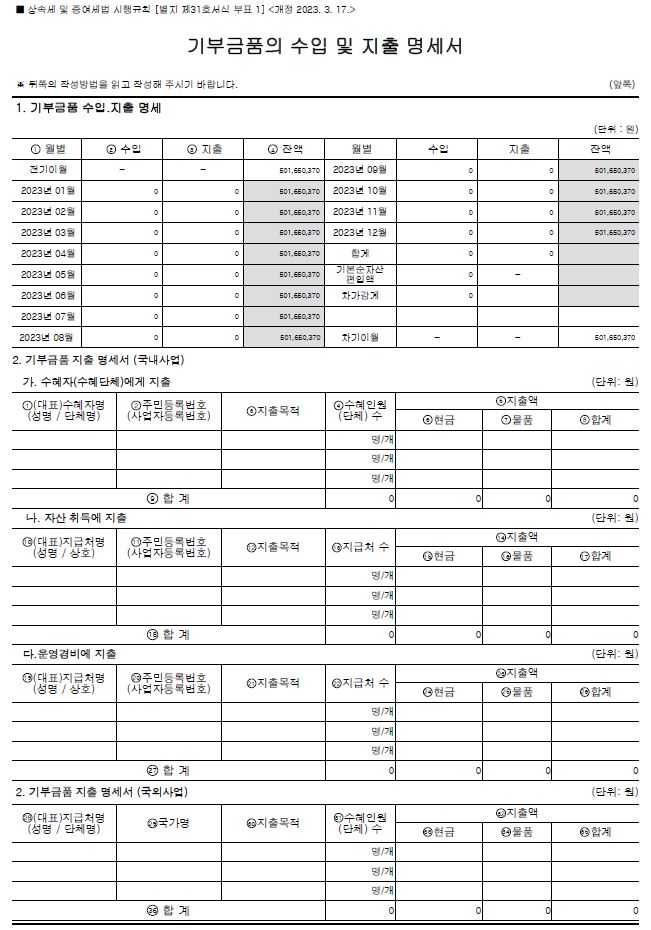 ■ 상속세 및 증여세법 시행규칙 [별지 제31호서식 부표 1] <개정 2023. 3. 17.>
기부금품의 수입 및 지출 명세서
※ 뒤쪽의 작성방법을 읽고 작성해 주시기 바랍니다. (앞쪽)
1. 기부금품 수입.지출 명세
(단위 : 원)
① 월별 ② 수입 ③ 지출 ④ 잔액 월별 수입 지출 잔액
전기이월 – – 501,650,370 2023년 09월 0 0 501,650,370
2023년 01월 0 0 501,650,370 2023년 10월 0 0 501,650,370
2023년 02월 0 0 501,650,370 2023년 11월 0 0 501,650,370
2023년 03월 0 0 501,650,370 2023년 12월 0 0 501,650,370
2023년 04월 0 0 501,650,370 합계 0 0
2023년 05월 0 0 501,650,370 기본순자산 편입액 0 –
2023년 06월 0 0 501,650,370 차가감계 0
2023년 07월 0 0 501,650,370
2023년 08월 0 0 501,650,370 차기이월 – – 501,650,370
2. 기부금품 지출 명세서 (국내사업)
가. 수혜자(수혜단체)에게 지출 (단위: 원)
①(대표)수혜자명 (성명 / 단체명) ②주민등록번호 (사업자등록번호) ③지출목적 ④수혜인원 (단체) 수 ⑤지출액
⑥현금 ⑦물품 ⑧합계
명/개
명/개
명/개
⑨ 합 계 0 0 0 0
나. 자산 취득에 지출 (단위: 원)
⑩(대표)지급처명 (성명 / 상호) ⑪주민등록번호 (사업자등록번호) ⑫지출목적 ⑬지급처 수 ⑭지출액
⑮현금 ⑯물품 ⑰합계
명/개
명/개
명/개
⑱ 합 계 0 0 0 0
다.운영경비에 지출 (단위: 원)
⑲(대표)지급처명 (성명 / 상호) ⑳주민등록번호 (사업자등록번호) ㉑지출목적 ㉒지급처 수 ㉓지출액
㉔현금 ㉕물품 ㉖합계
명/개
명/개
명/개
㉗ 합 계 0 0 0 0
2. 기부금품 지출 명세서 (국외사업) (단위: 원)
㉘(대표)지급처명 (성명 / 단체명) ㉙국가명 ㉚지출목적 ㉛수혜인원 (단체) 수 ㉜지출액
㉝현금 ㉞물품 ㉟합계
명/개
명/개
명/개
㊱ 합 계 0 0 0 0